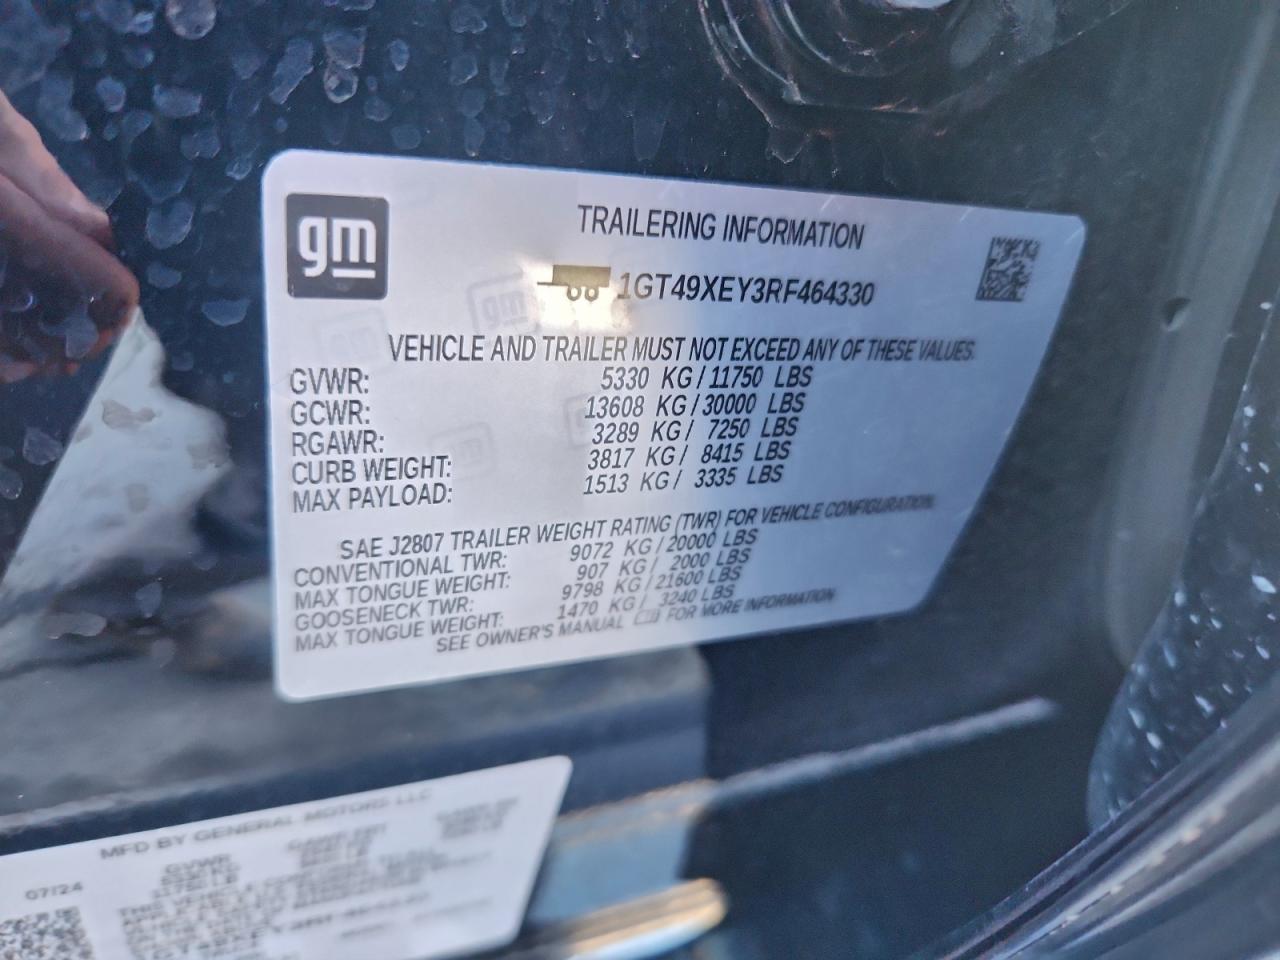 gm
TRAILERING INFORMATION
1GT49XEY3RF464330
VEHICLE AND TRAILER MUST NOT EXCEED ANY OF THESE VALUES.
GVWR: 5330 KG/11750 LBS
GCWR: 13608 KG/30000 LBS
RGAWR: 3289 KG/ 7250 LBS
CURB WEIGHT: 3817 KG/ 8415 LBS
MAX PAYLOAD: 1513 KG/ 3335 LBS
SAE J2807 TRAILER WEIGHT RATING (TWR) FOR VEHICLE CONFIGURATION.
CONVENTIONAL TWR: 9072 KG/20000 LBS
MAX TONGUE WEIGHT: 907 KG/ 2000 LBS
GOOSENECK TWR: 9798 KG/21600 LBS
MAX TONGUE WEIGHT: 1470 KG/ 3240 LBS
SEE OWNER'S MANUAL FOR MORE INFORMATION
MFD BY GENERAL MOTORS LLC
07/24
GVWR